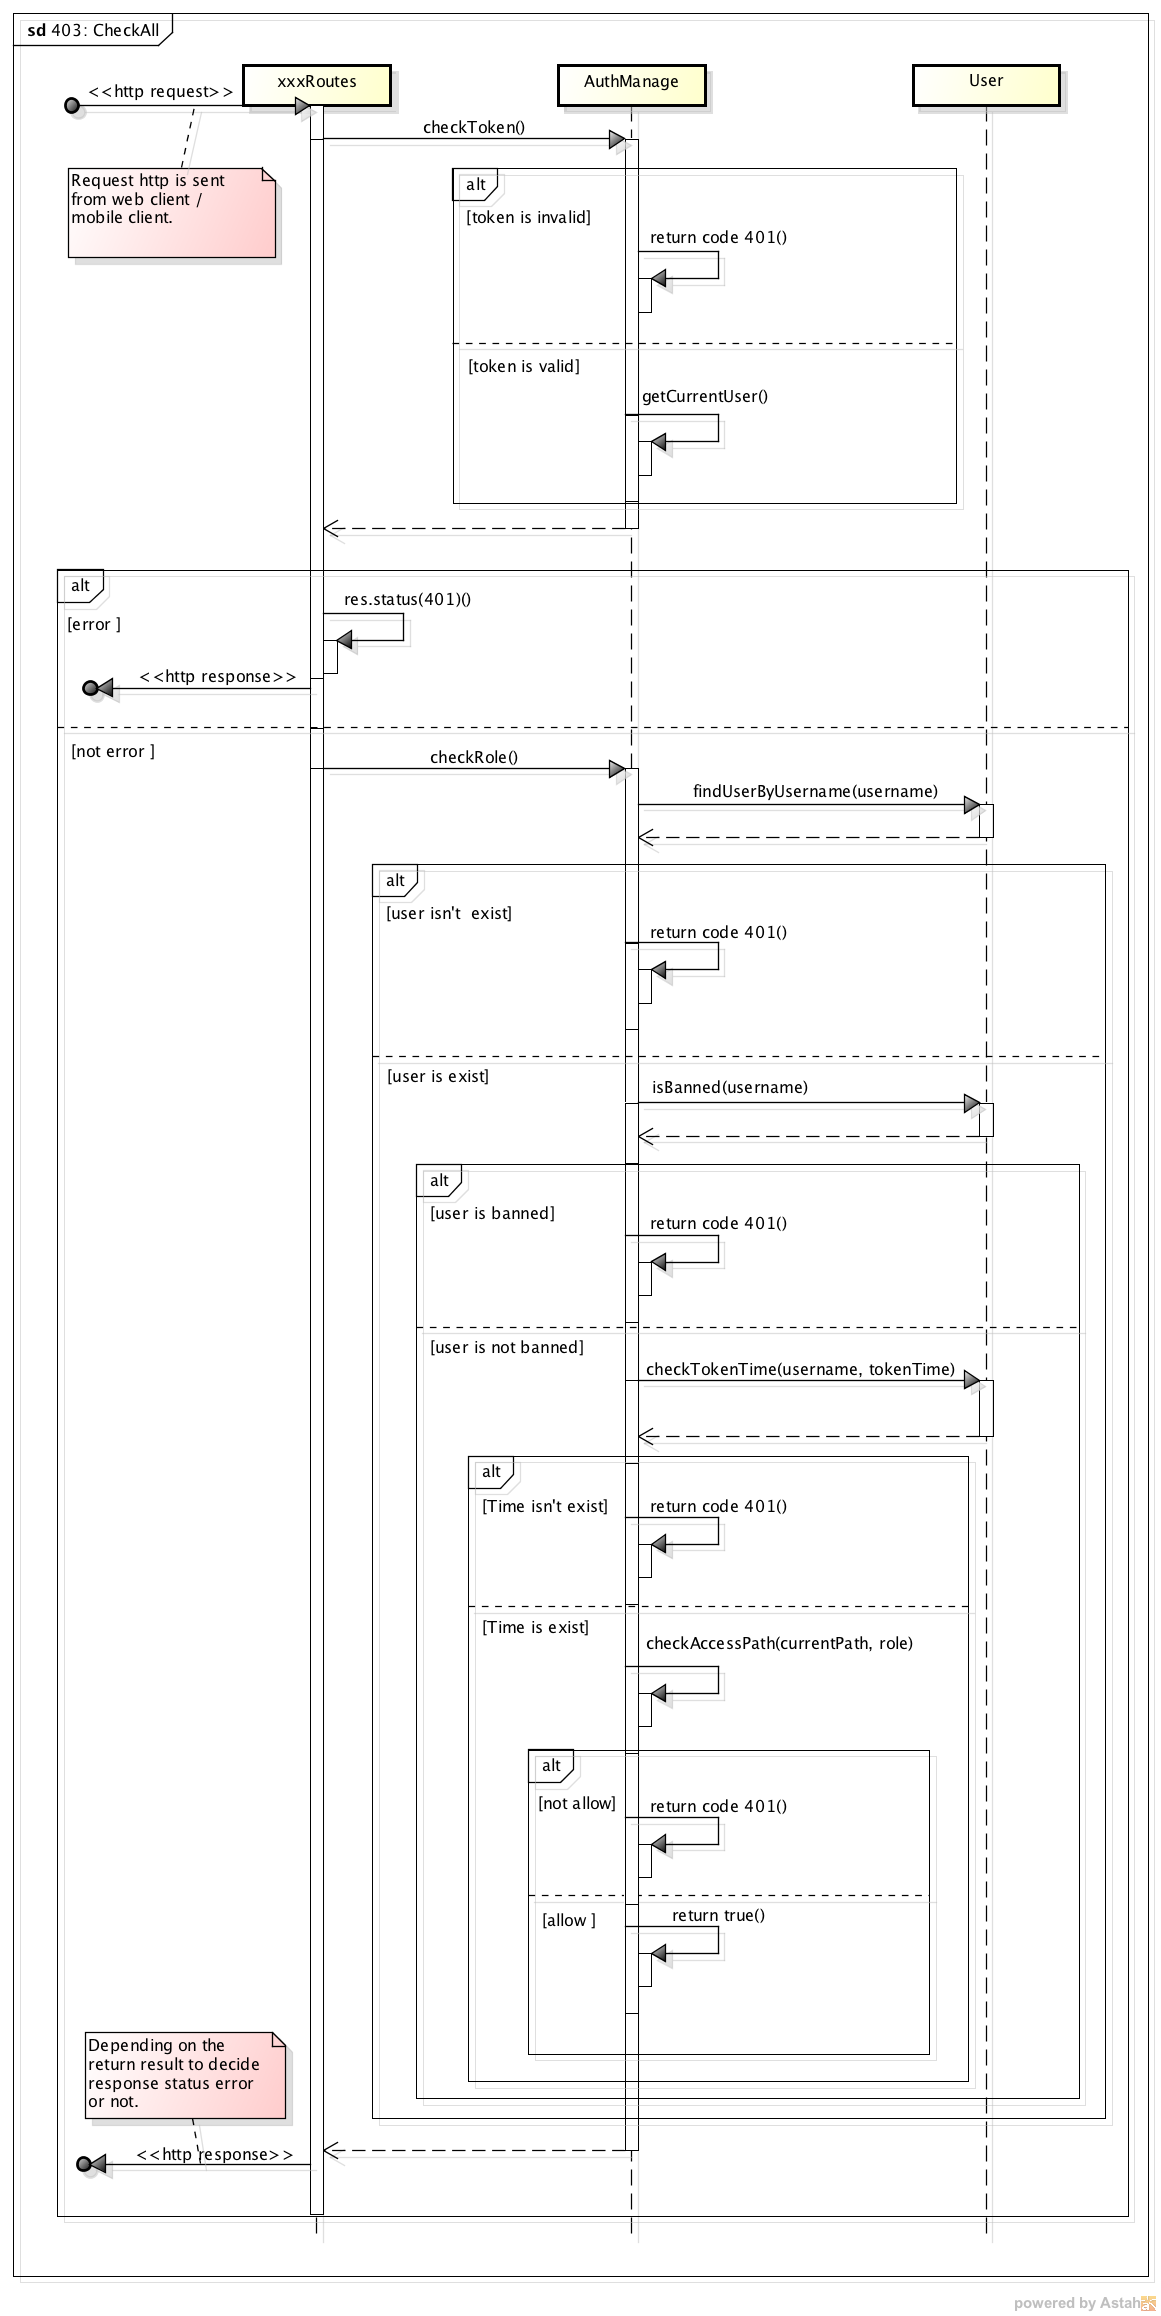 sd 403: CheckAll
xxxRoutes
AuthManage
User
<<http request>>
checkToken()
Request http is sent
from web client /
mobile client.
alt
[token is invalid]
return code 401()
[token is valid]
getCurrentUser()
alt
res.status(401)()
[error ]
<<http response>>
[not error ]
checkRole()
findUserByUsername(username)
alt
[user isn't  exist]
return code 401()
[user is exist]
isBanned(username)
alt
[user is banned]
return code 401()
[user is not banned]
checkTokenTime(username, tokenTime)
alt
[Time isn't exist]
return code 401()
[Time is exist]
checkAccessPath(currentPath, role)
alt
[not allow]
return code 401()
[allow ]
return true()
Depending on the
return result to decide
response status error
or not.
<<http response>>
powered by Astah